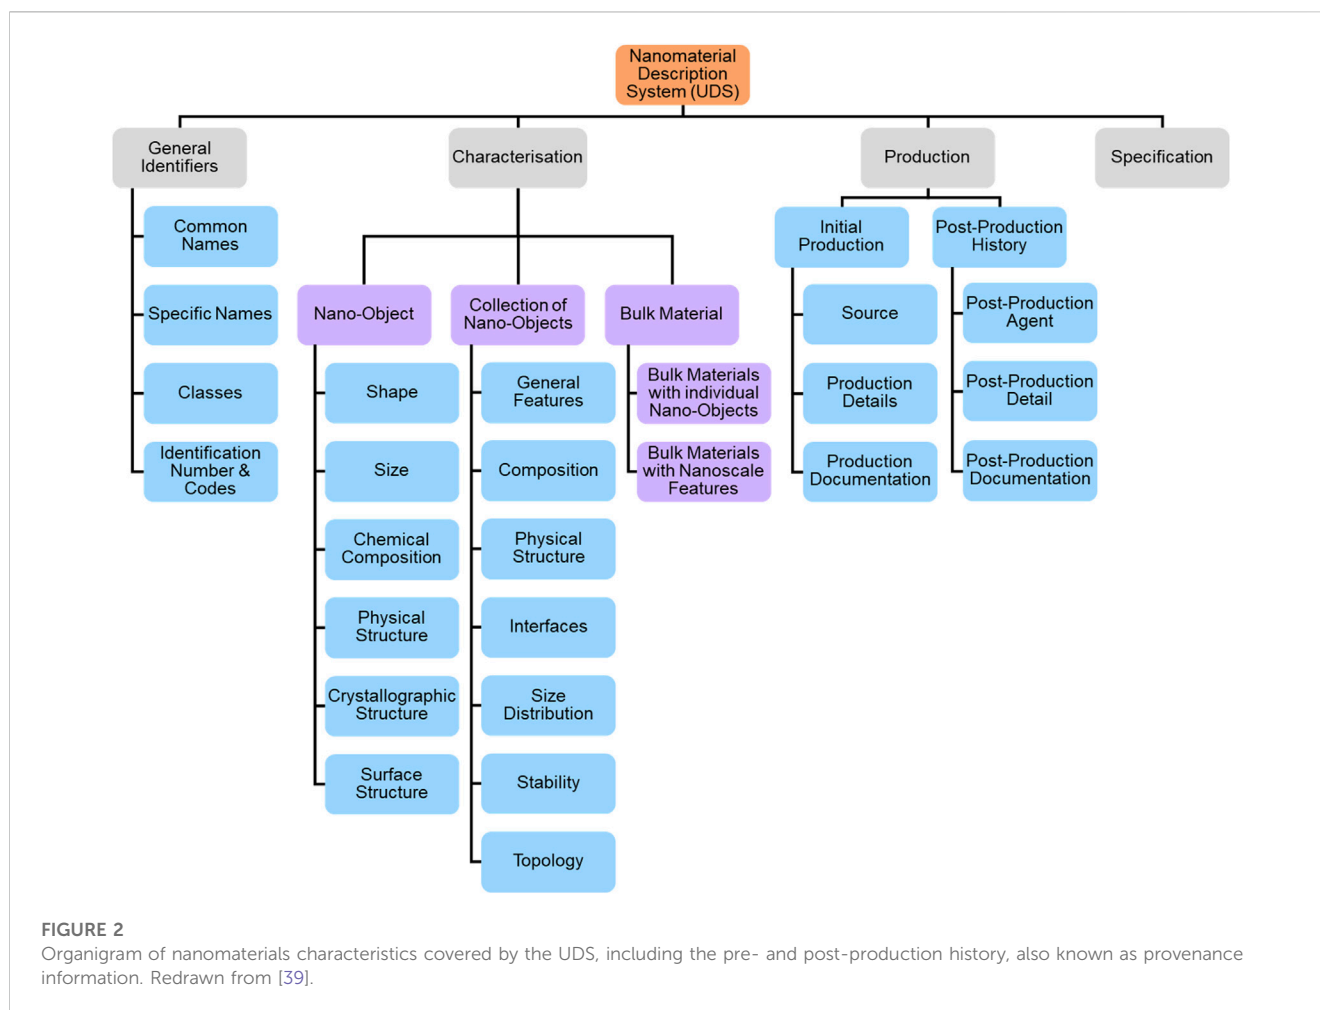 Nanomaterial
Description
System (UDS)
General
Identifiers
Characterisation
Production
Specification
Common
Names
Specific Names
Classes
Identification
Number &
Codes
Nano-Object
Shape
Size
Chemical
Composition
Physical
Structure
Crystallographic
Structure
Surface
Structure
Collection of
Nano-Objects
General
Features
Composition
Physical
Structure
Interfaces
Size
Distribution
Stability
Topology
Bulk Material
Bulk Materials
with individual
Nano-Objects
Bulk Materials
with Nanoscale
Features
Initial
Production
Source
Production
Details
Production
Documentation
Post-Production
History
Post-Production
Agent
Post-Production
Detail
Post-Production
Documentation
FIGURE 2
Organigram of nanomaterials characteristics covered by the UDS, including the pre- and post-production history, also known as provenance
information. Redrawn from [39].